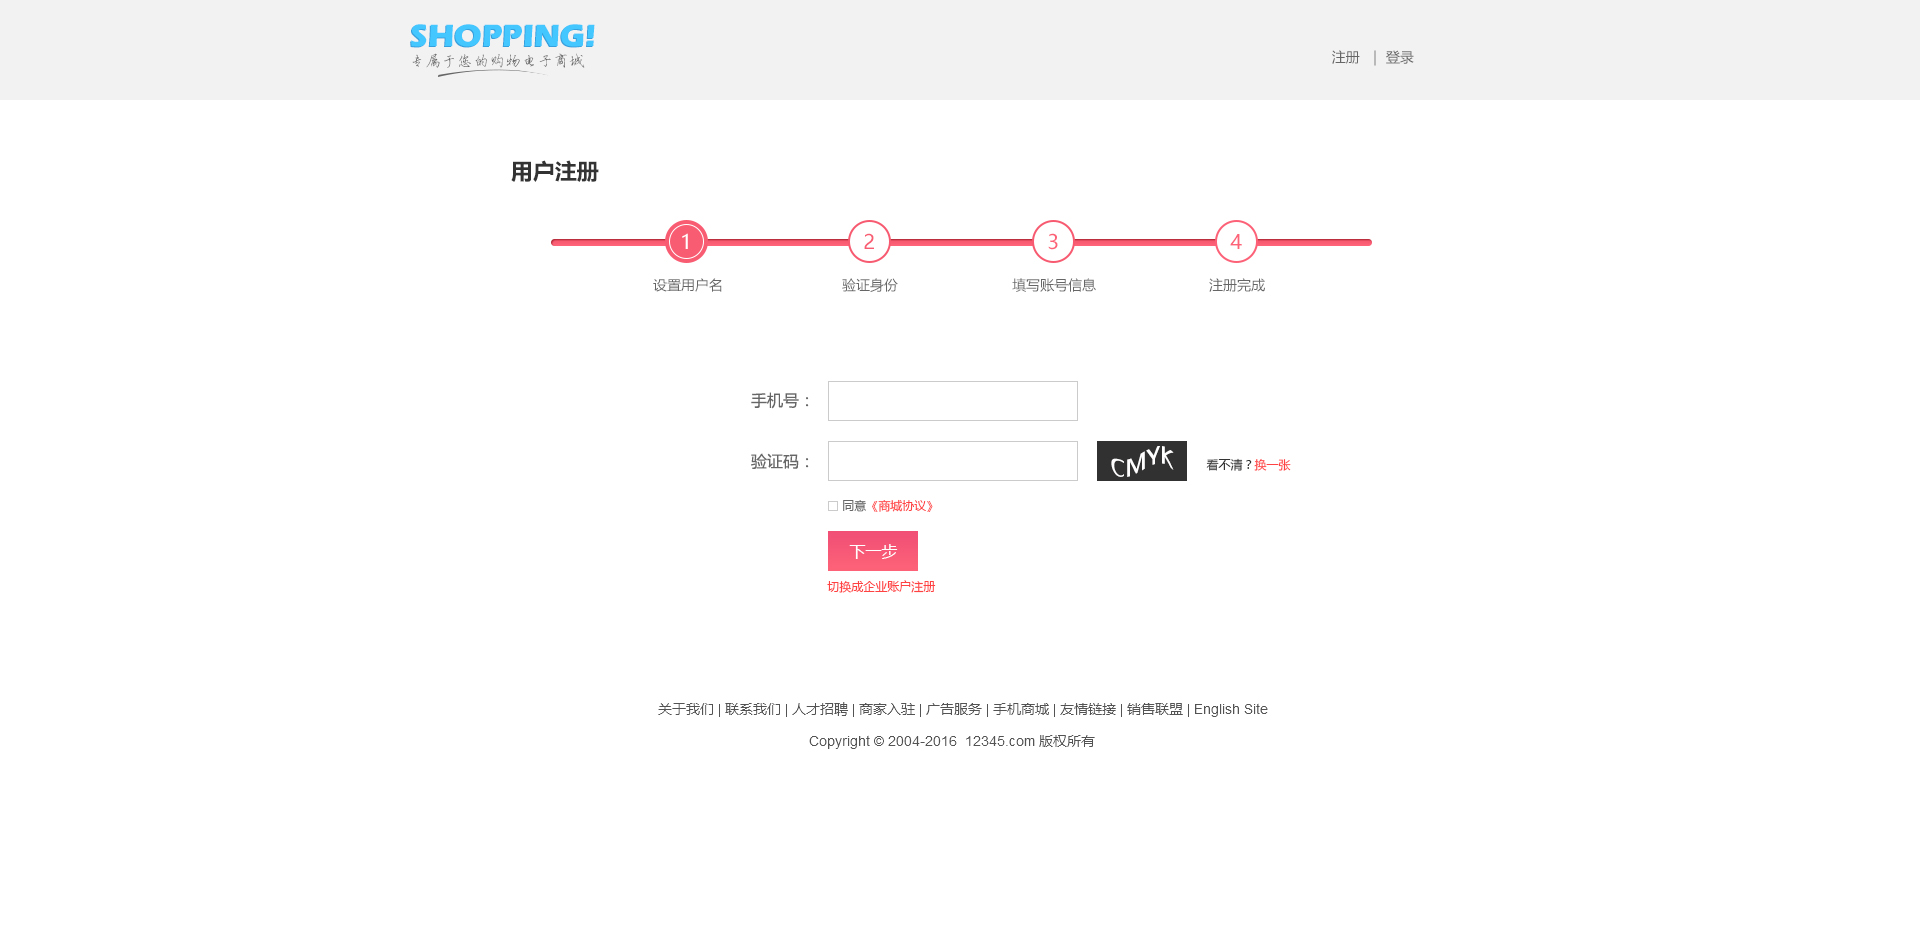 SHOPPING!
专属于您的购物电子商城
注册 | 登录
用户注册
1 2 3 4
设置用户名 验证身份 填写账号信息 注册完成
手机号：
验证码： CMYK 看不清？换一张
同意《商城协议》
下一步
切换成企业账户注册
关于我们 | 联系我们 | 人才招聘 | 商家入驻 | 广告服务 | 手机商城 | 友情链接 | 销售联盟 | English Site
Copyright © 2004-2016 12345.com 版权所有